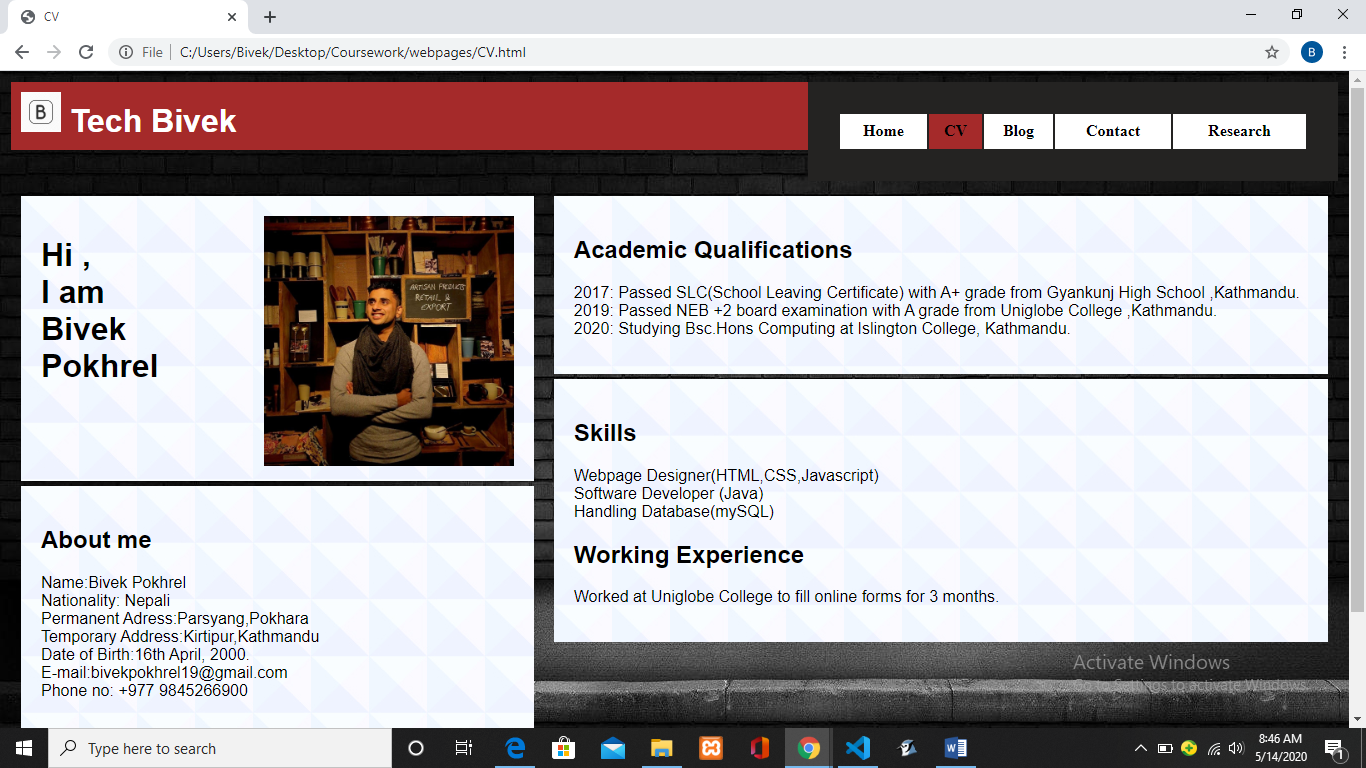 CV
File
C:/Users/Bivek/Desktop/Coursework/webpages/CV.html
B
B
Tech Bivek
Home
CV
Blog
Contact
Research
Hi ,
I am
Bivek
Pokhrel
ARTISAN PRODUCTS
RETAIL &
EXPORT
About me
Name:Bivek Pokhrel
Nationality: Nepali
Permanent Adress:Parsyang,Pokhara
Temporary Address:Kirtipur,Kathmandu
Date of Birth:16th April, 2000.
E-mail:bivekpokhrel19@gmail.com
Phone no: +977 9845266900
Academic Qualifications
2017: Passed SLC(School Leaving Certificate) with A+ grade from Gyankunj High School ,Kathmandu.
2019: Passed NEB +2 board examination with A grade from Uniglobe College ,Kathmandu.
2020: Studying Bsc.Hons Computing at Islington College, Kathmandu.
Skills
Webpage Designer(HTML,CSS,Javascript)
Software Developer (Java)
Handling Database(mySQL)
Working Experience
Worked at Uniglobe College to fill online forms for 3 months.
Activate Windows
Go to Settings to activate Windows.
Type here to search
8:46 AM
5/14/2020
1